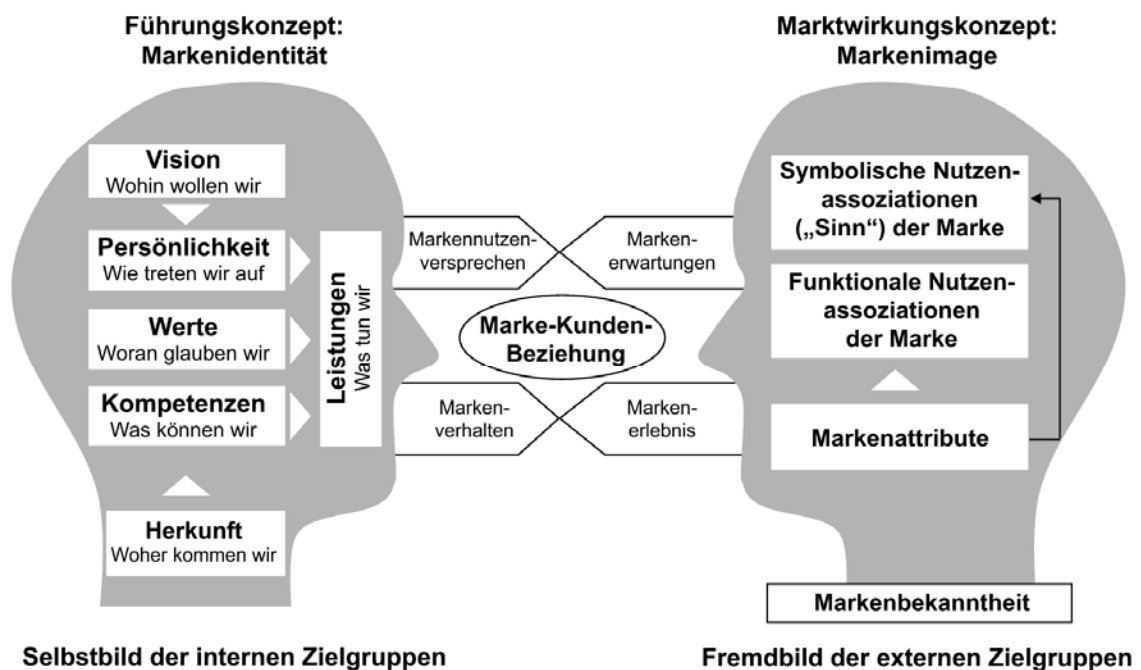 Führungskonzept:
Markenidentität
Marktwirkungskonzept:
Markenimage
Vision
Wohin wollen wir
Persönlichkeit
Wie treten wir auf
Werte
Woran glauben wir
Kompetenzen
Was können wir
Herkunft
Woher kommen wir
Leistungen
Was tun wir
Markennutzen-
versprechen
Marken-
erwartungen
Marke-Kunden-
Beziehung
Marken-
verhalten
Marken-
erlebnis
Symbolische Nutzen-
assoziationen
(„Sinn“) der Marke
Funktionale Nutzen-
assoziationen
der Marke
Markenattribute
Markenbekanntheit
Selbstbild der internen Zielgruppen
Fremdbild der externen Zielgruppen